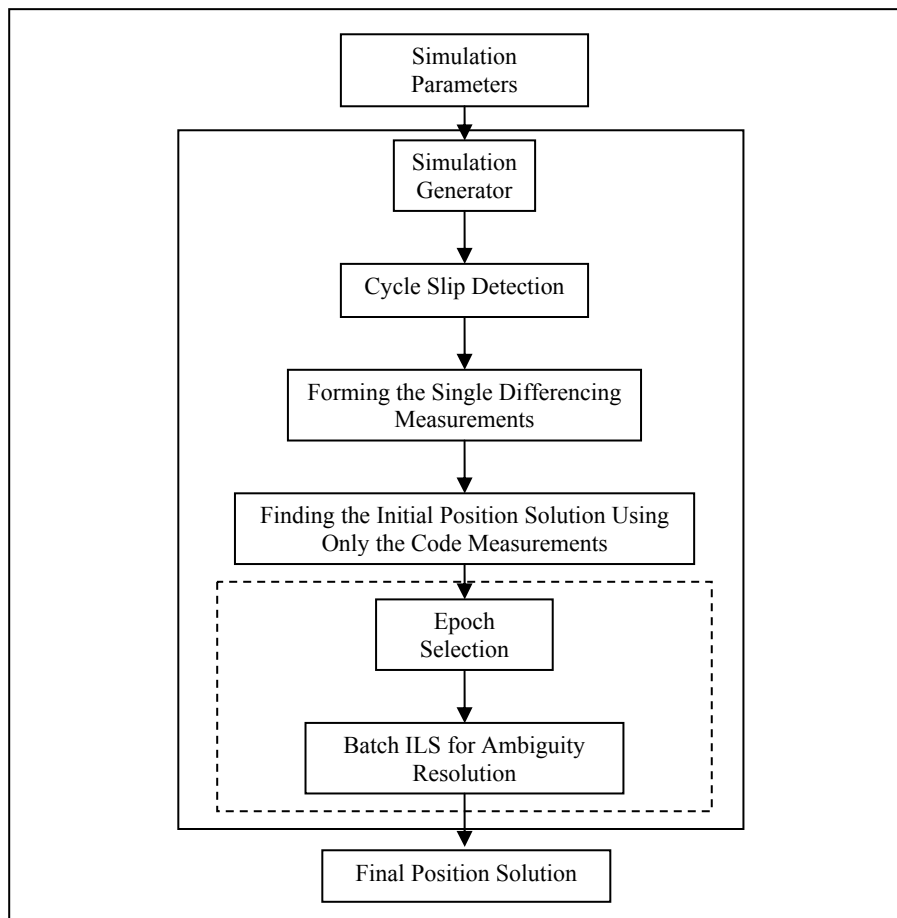 Simulation
Parameters
Simulation
Generator
Cycle Slip Detection
Forming the Single Differencing
Measurements
Finding the Initial Position Solution Using
Only the Code Measurements
Epoch
Selection
Batch ILS for Ambiguity
Resolution
Final Position Solution